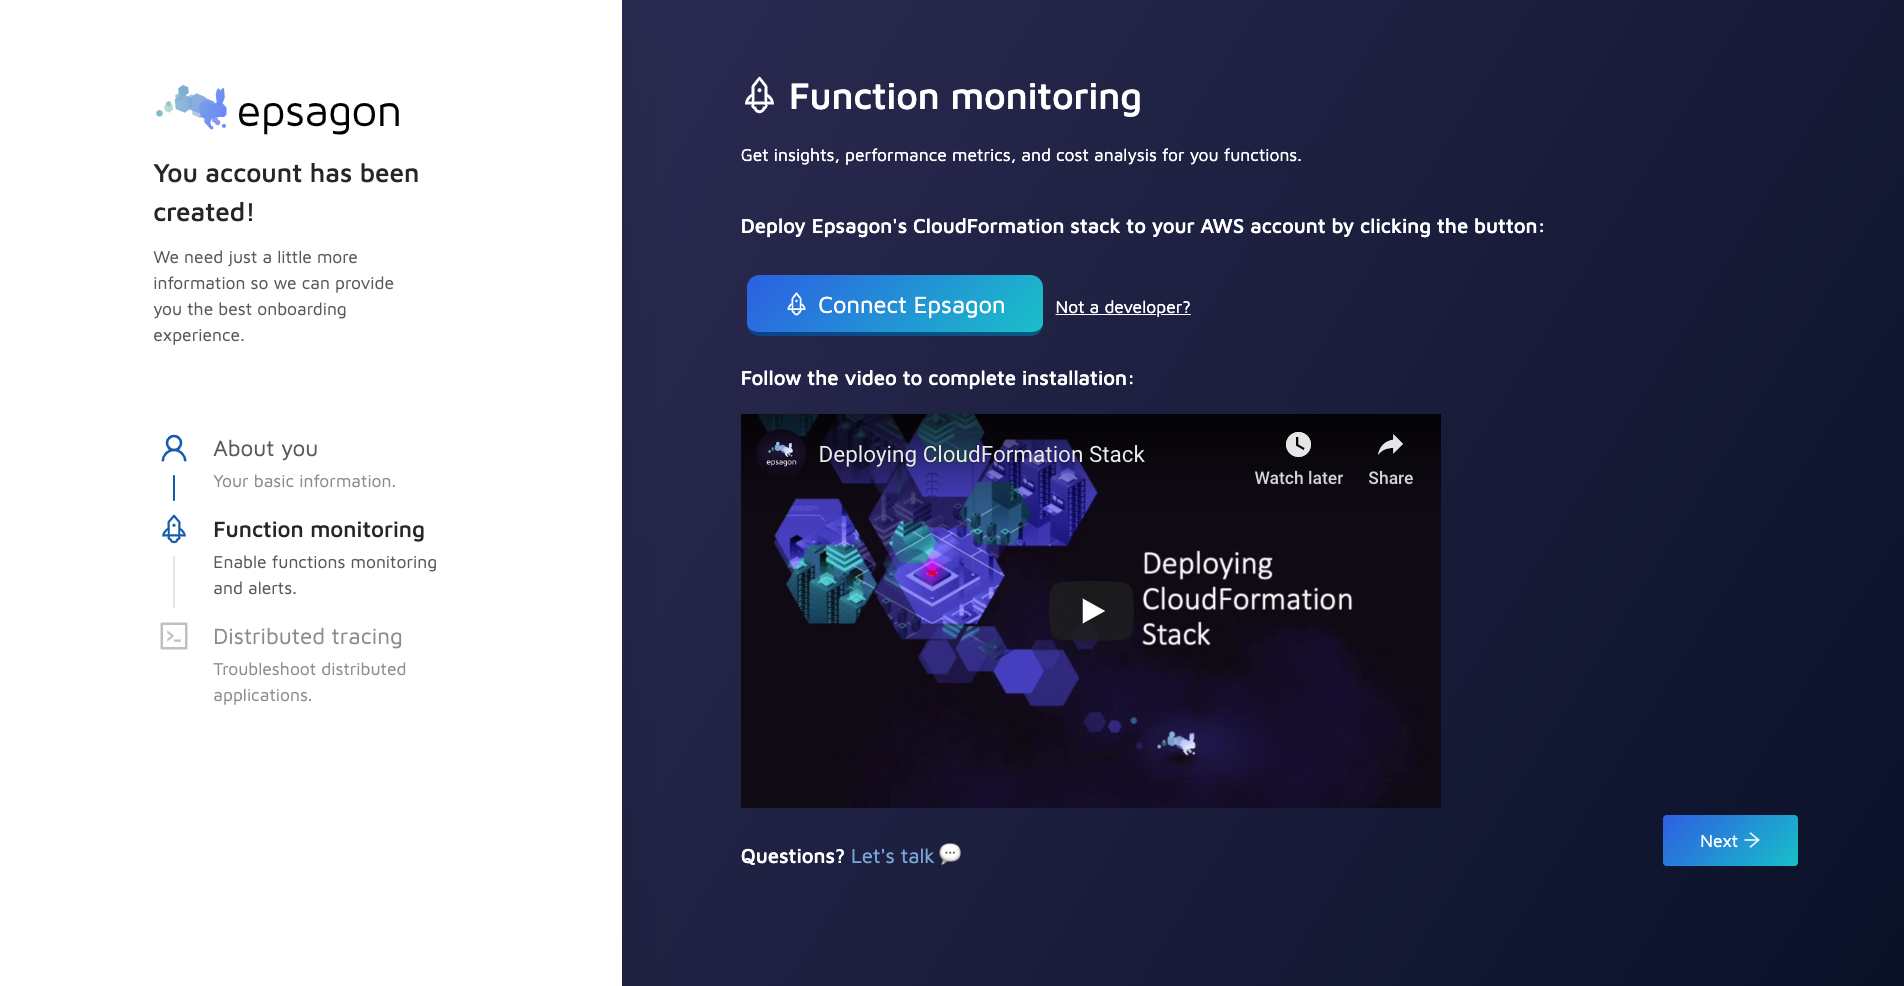 epsagon
You account has been
created!
We need just a little more
information so we can provide
you the best onboarding
experience.
About you
Your basic information.
Function monitoring
Enable functions monitoring
and alerts.
Distributed tracing
Troubleshoot distributed
applications.
Function monitoring
Get insights, performance metrics, and cost analysis for you functions.
Deploy Epsagon's CloudFormation stack to your AWS account by clicking the button:
Connect Epsagon
Not a developer?
Follow the video to complete installation:
epsagon
Deploying CloudFormation Stack
Watch later
Share
Deploying
CloudFormation
Stack
Questions? Let's talk 💬
Next →